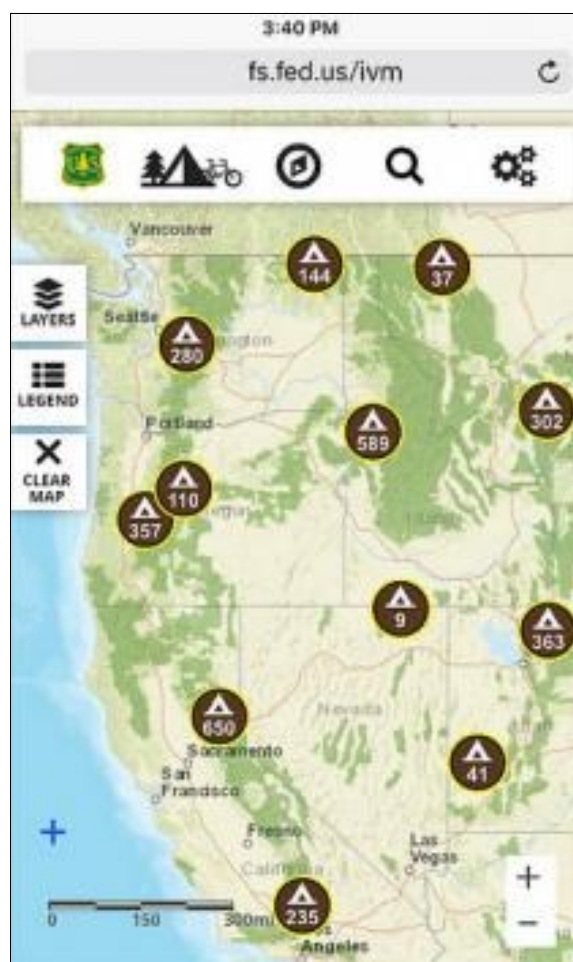 3:40 PM
fs.fed.us/ivm
Vancouver
144
37
LAYERS
Seattle
280
LEGEND
302
Portland
589
CLEAR
MAP
110
357
9
363
Nevada
650
Sacramento
41
San
Francisco
Fresno
Las
Vegas
California
+
0 150 300mi
235
−
Angeles